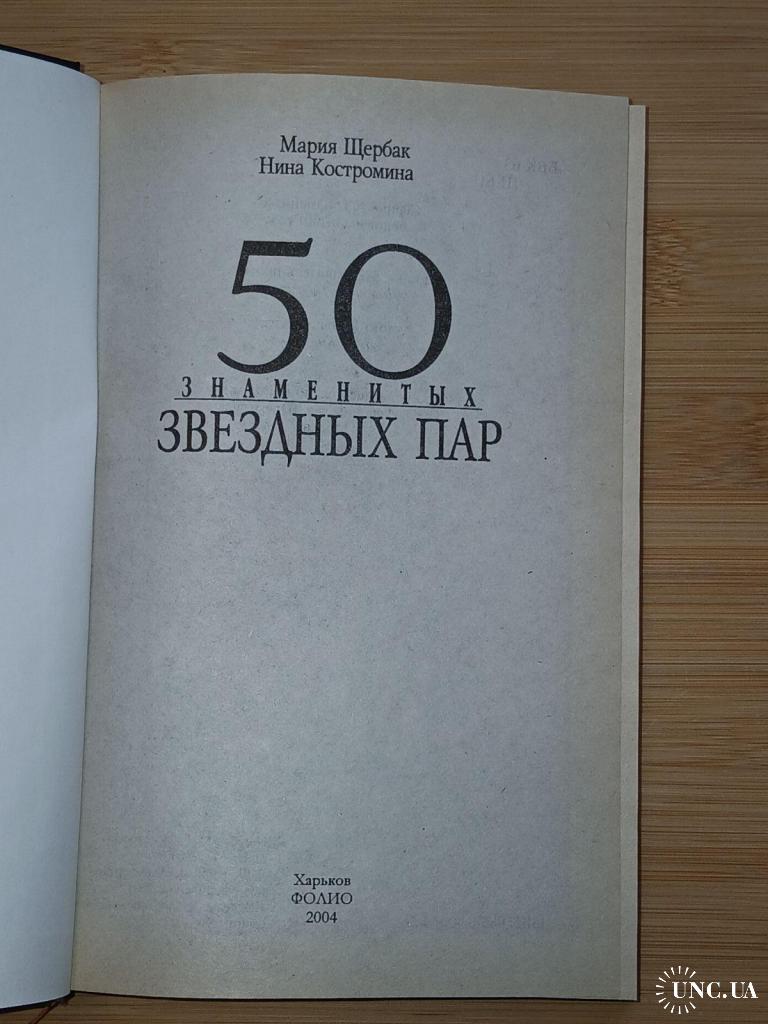 Мария Щербак
Нина Костромина
50
ЗНАМЕНИТЫХ
ЗВЕЗДНЫХ ПАР
Харьков
ФОЛИО
2004
UNC.UA